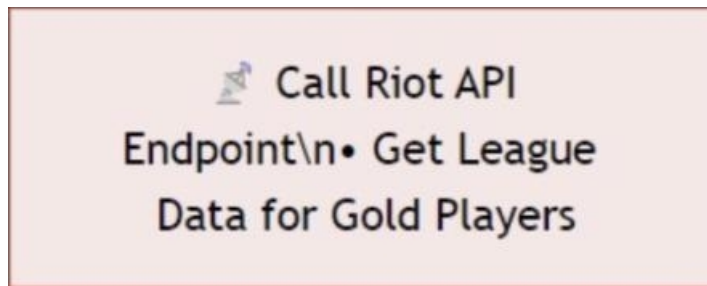 📡 Call Riot API
Endpoint\n• Get League
Data for Gold Players